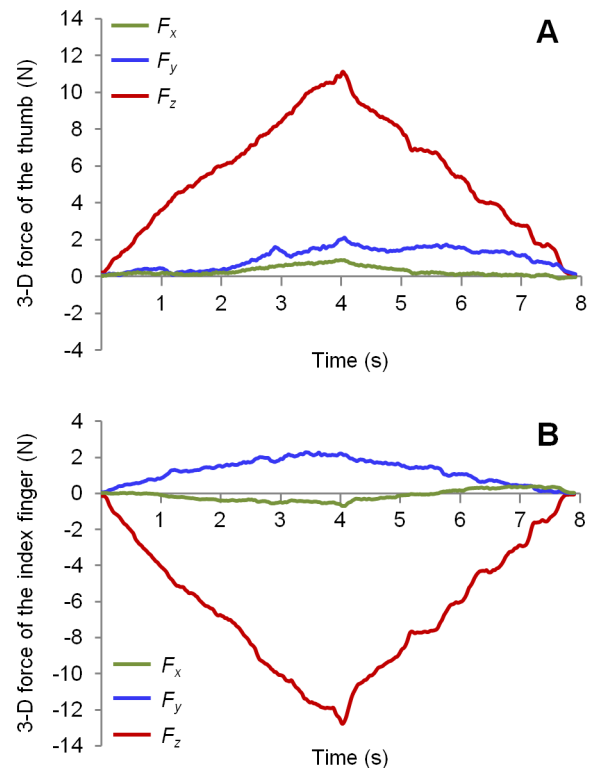 A
3-D force of the thumb (N)
14
12
10
8
6
4
2
0
-2
-4
Fx
Fy
Fz
1 2 3 4 5 6 7 8
Time (s)
B
3-D force of the index finger (N)
4
2
0
-2
-4
-6
-8
-10
-12
-14
1 2 3 4 5 6 7 8
Fx
Fy
Fz
Time (s)